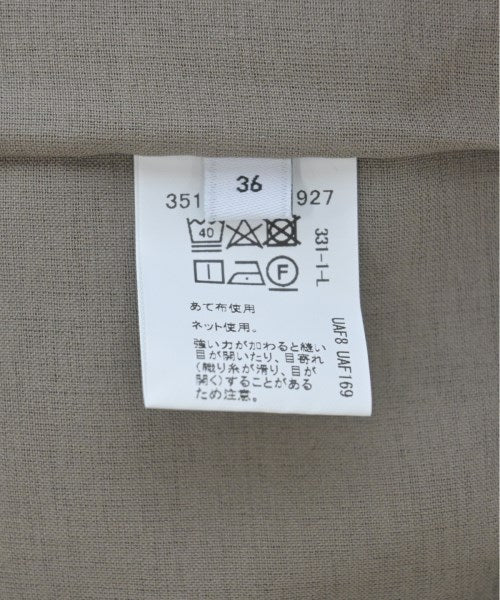 36
351
927
40
F
331-1-L
あて布使用
ネット使用。
強い力が加わると縫い
目が開いたり、目寄れ
(織り糸が滑り、目が
開く)することがある
ため注意。
UAF8 UAF169